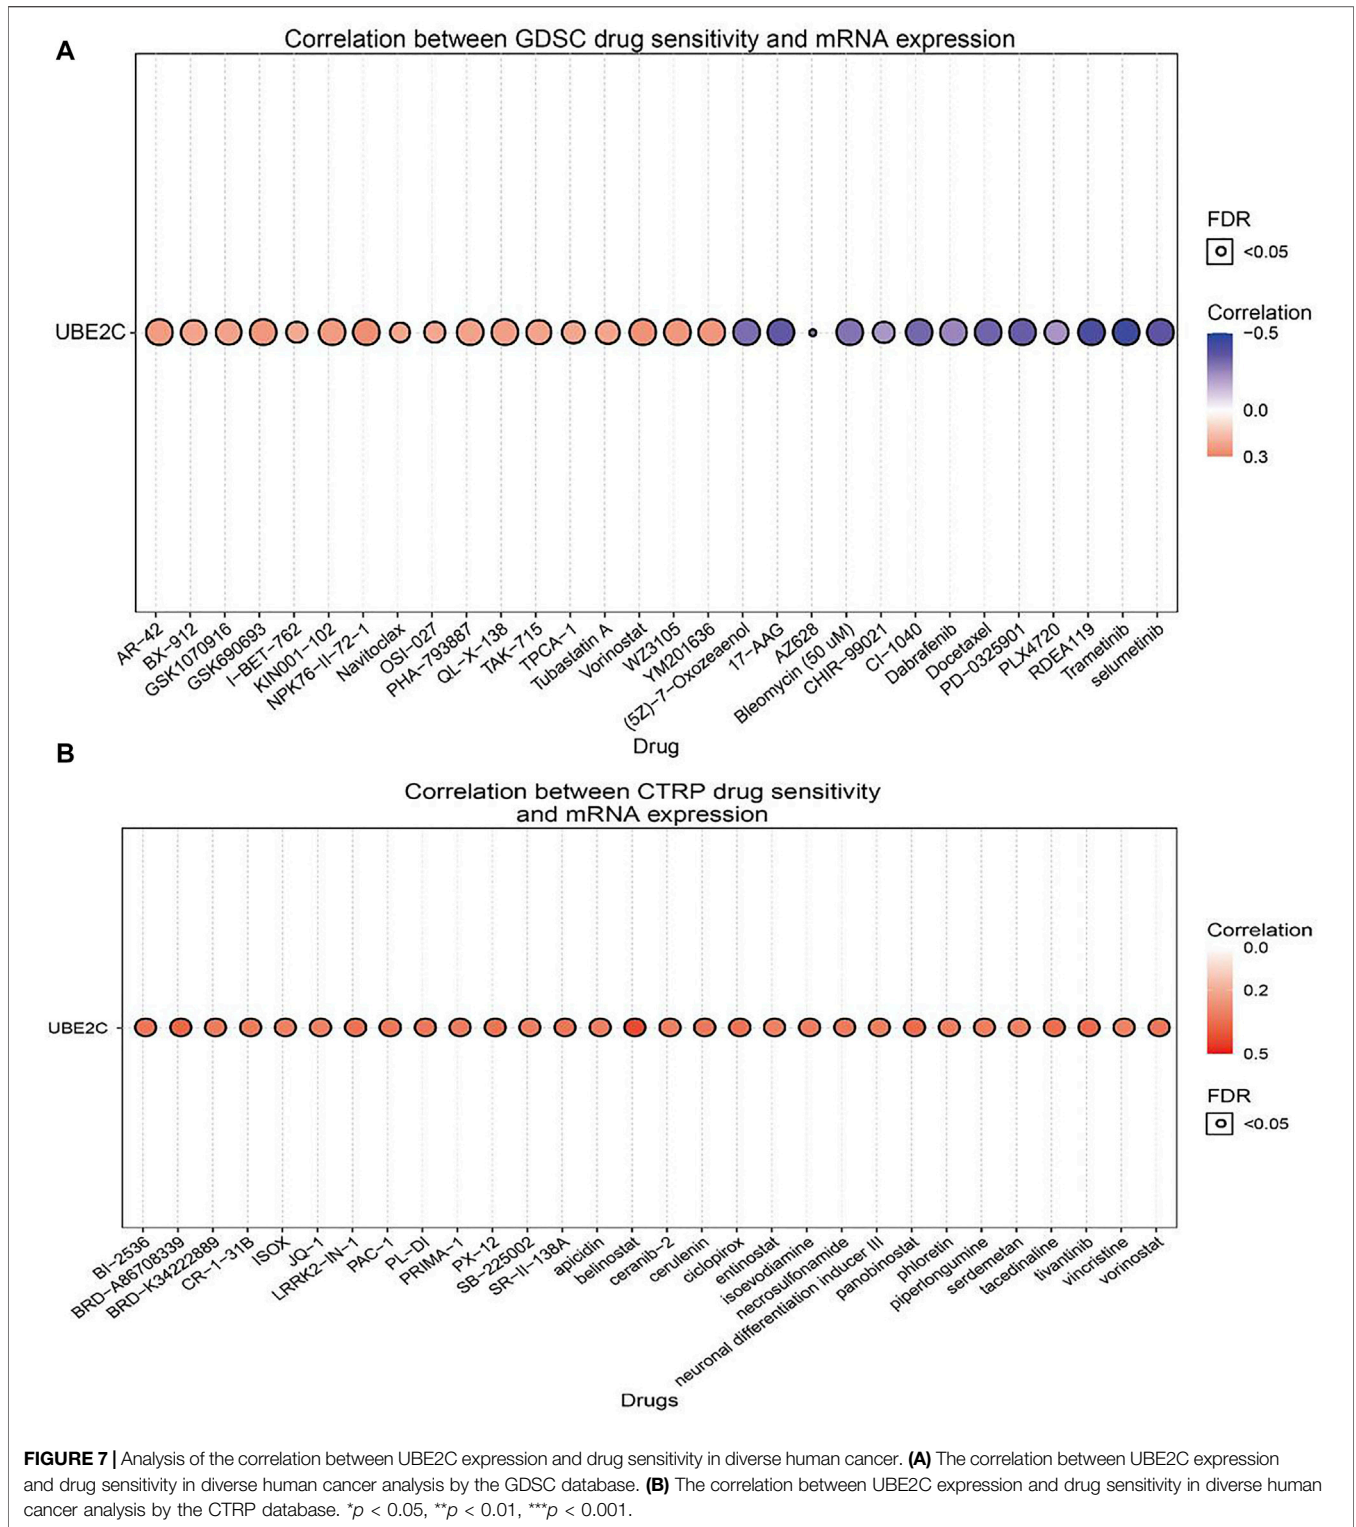 A
Correlation between GDSC drug sensitivity and mRNA expression
UBE2C
FDR
<0.05
Correlation
−0.5
0.0
0.3
AR−42
BX−912
GSK1070916
GSK690693
I−BET−762
KIN001−102
NPK76−II−72−1
Navitoclax
OSI−027
PHA−793887
QL−X−138
TAK−715
TPCA−1
Tubastatin A
Vorinostat
WZ3105
YM201636
(5Z)−7−Oxozeaenol
17−AAG
AZ628
Bleomycin (50 uM)
CHIR−99021
CI−1040
Dabrafenib
Docetaxel
PD−0325901
PLX4720
RDEA119
Trametinib
selumetinib
Drug
B
Correlation between CTRP drug sensitivity
and mRNA expression
UBE2C
Correlation
0.0
0.2
0.5
FDR
<0.05
BI−2536
BRD−A86708339
BRD−K34222889
CR−1−31B
ISOX
JQ−1
LRRK2−IN−1
PAC−1
PL−DI
PRIMA−1
PX−12
SB−225002
SR−II−138A
apicidin
belinostat
ceranib−2
cerulenin
ciclopirox
entinostat
isoevodiamine
necrosulfonamide
neuronal differentiation inducer III
panobinostat
phloretin
piperlongumine
serdemetan
tacedinaline
tivantinib
vincristine
vorinostat
Drugs
FIGURE 7 | Analysis of the correlation between UBE2C expression and drug sensitivity in diverse human cancer. (A) The correlation between UBE2C expression
and drug sensitivity in diverse human cancer analysis by the GDSC database. (B) The correlation between UBE2C expression and drug sensitivity in diverse human
cancer analysis by the CTRP database. *p < 0.05, **p < 0.01, ***p < 0.001.